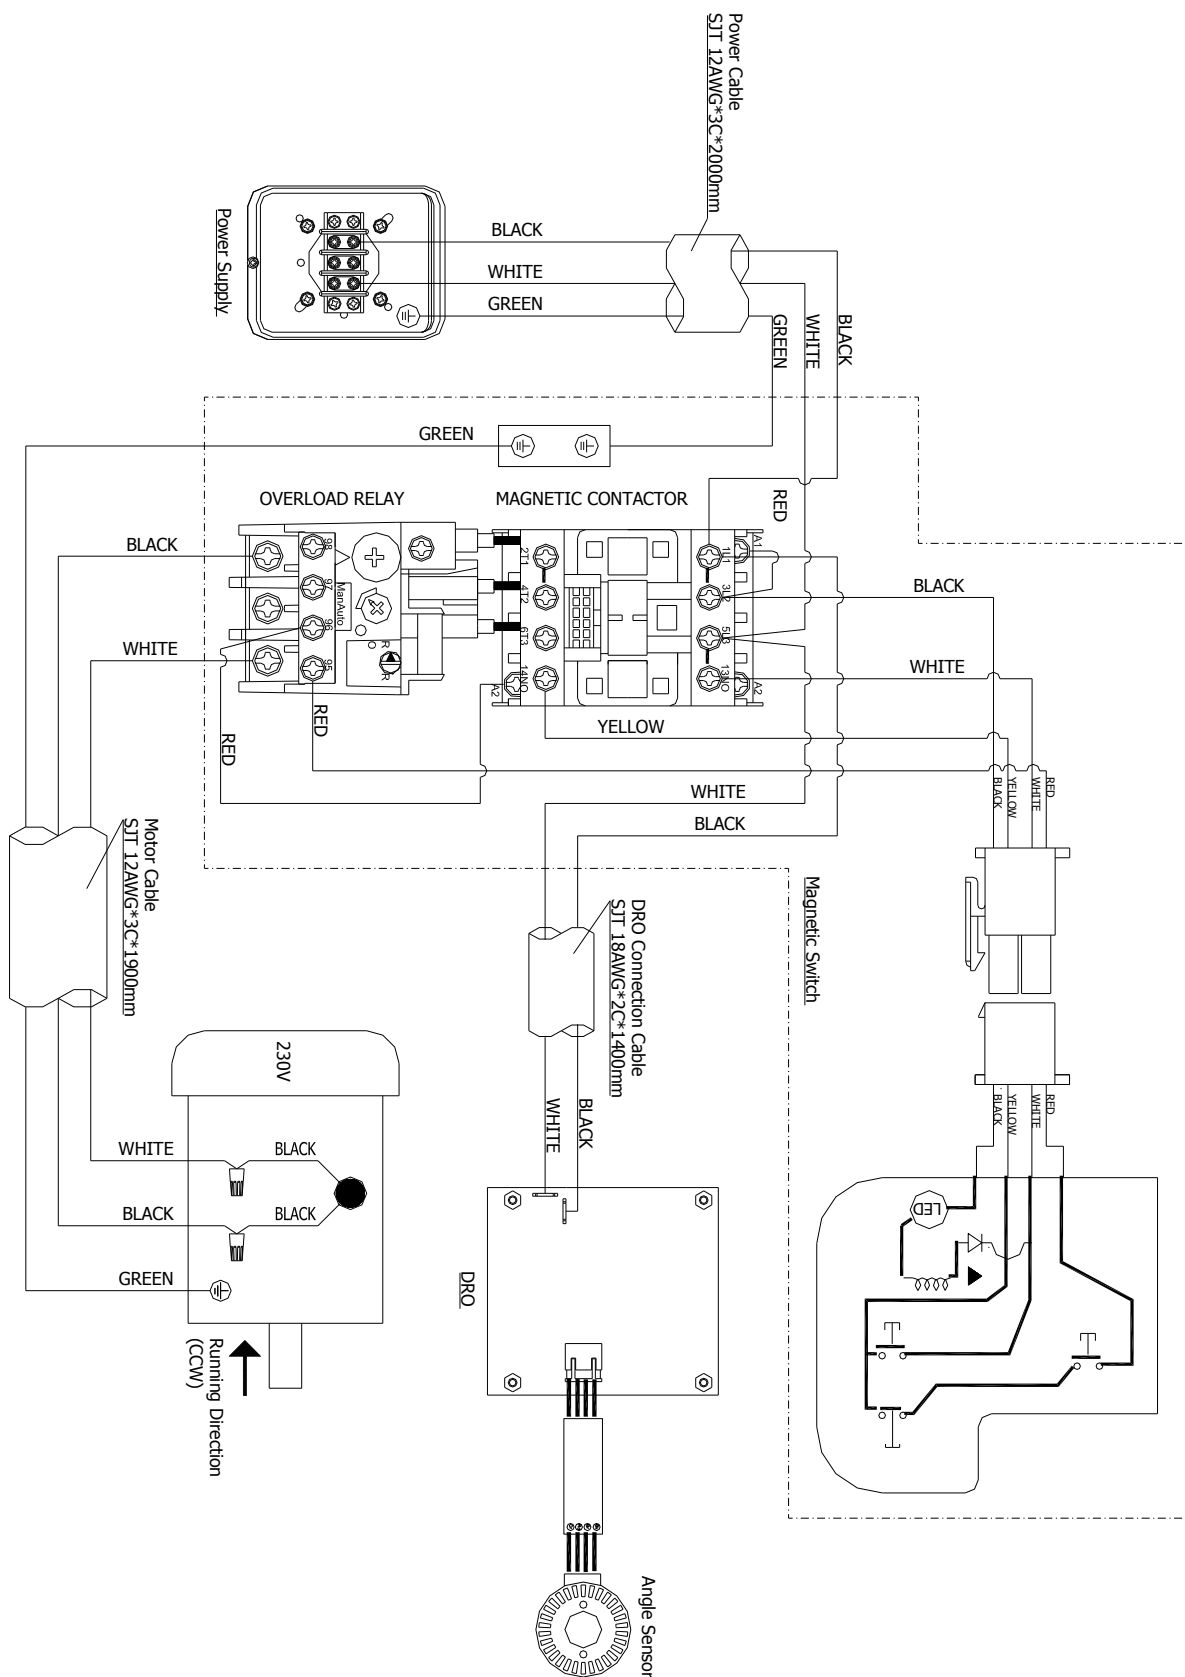 Power Cable
SJT 12AWG*3C*2000mm
Power Supply
BLACK
WHITE
GREEN
BLACK
WHITE
GREEN
GREEN
OVERLOAD RELAY
MAGNETIC CONTACTOR
RED
BLACK
WHITE
98
97
96
95
ManAuto
R
R
2T1
4T2
6T3
14NO
A2
1L1
3L2
5L3
13NO
A1
A2
BLACK
WHITE
YELLOW
RED
RED
WHITE
BLACK
BLACK
YELLOW
WHITE
RED
Magnetic Switch
Motor Cable
SJT 12AWG*3C*1900mm
DRO Connection Cable
SJT 18AWG*2C*1400mm
BLACK
YELLOW
WHITE
RED
230V
WHITE
BLACK
BLACK
BLACK
GREEN
WHITE
BLACK
DRO
LED
Running Direction
(CCW)
Angle Sensor